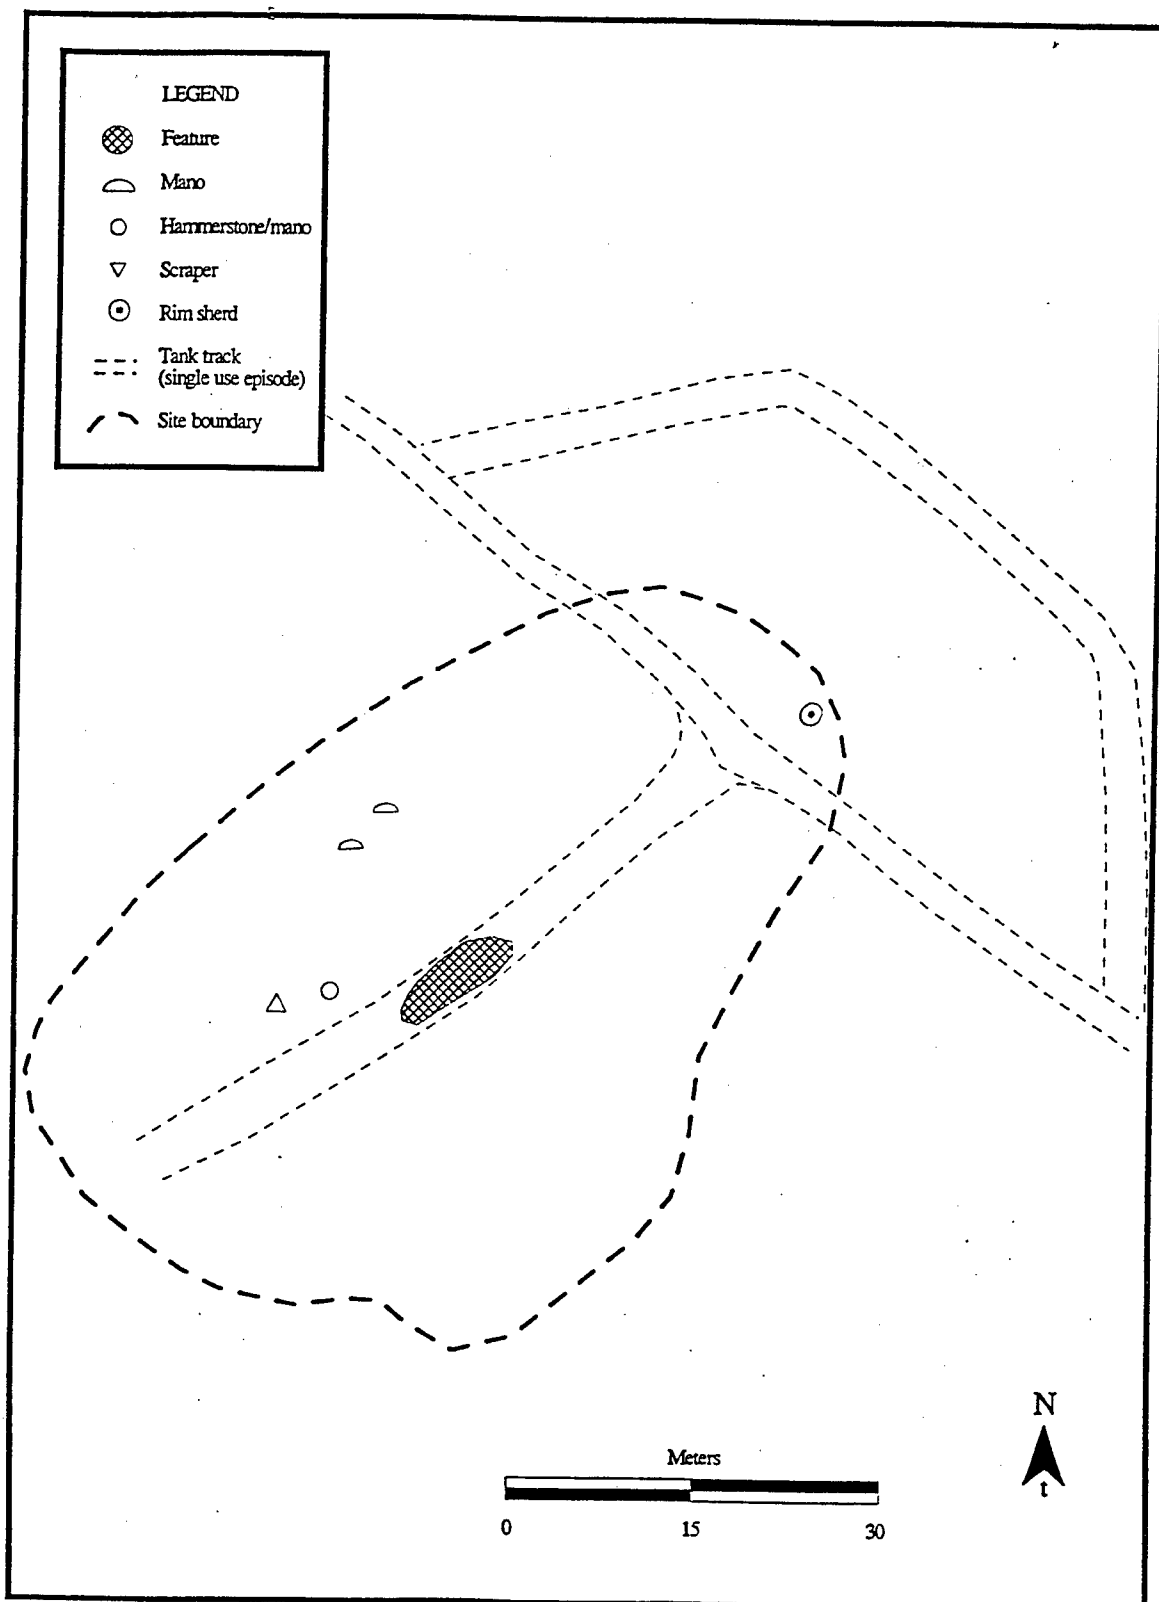 LEGEND
Feature
Mano
Hammerstone/mano
Scraper
Rim sherd
Tank track
(single use episode)
Site boundary
N
t
Meters
0 15 30